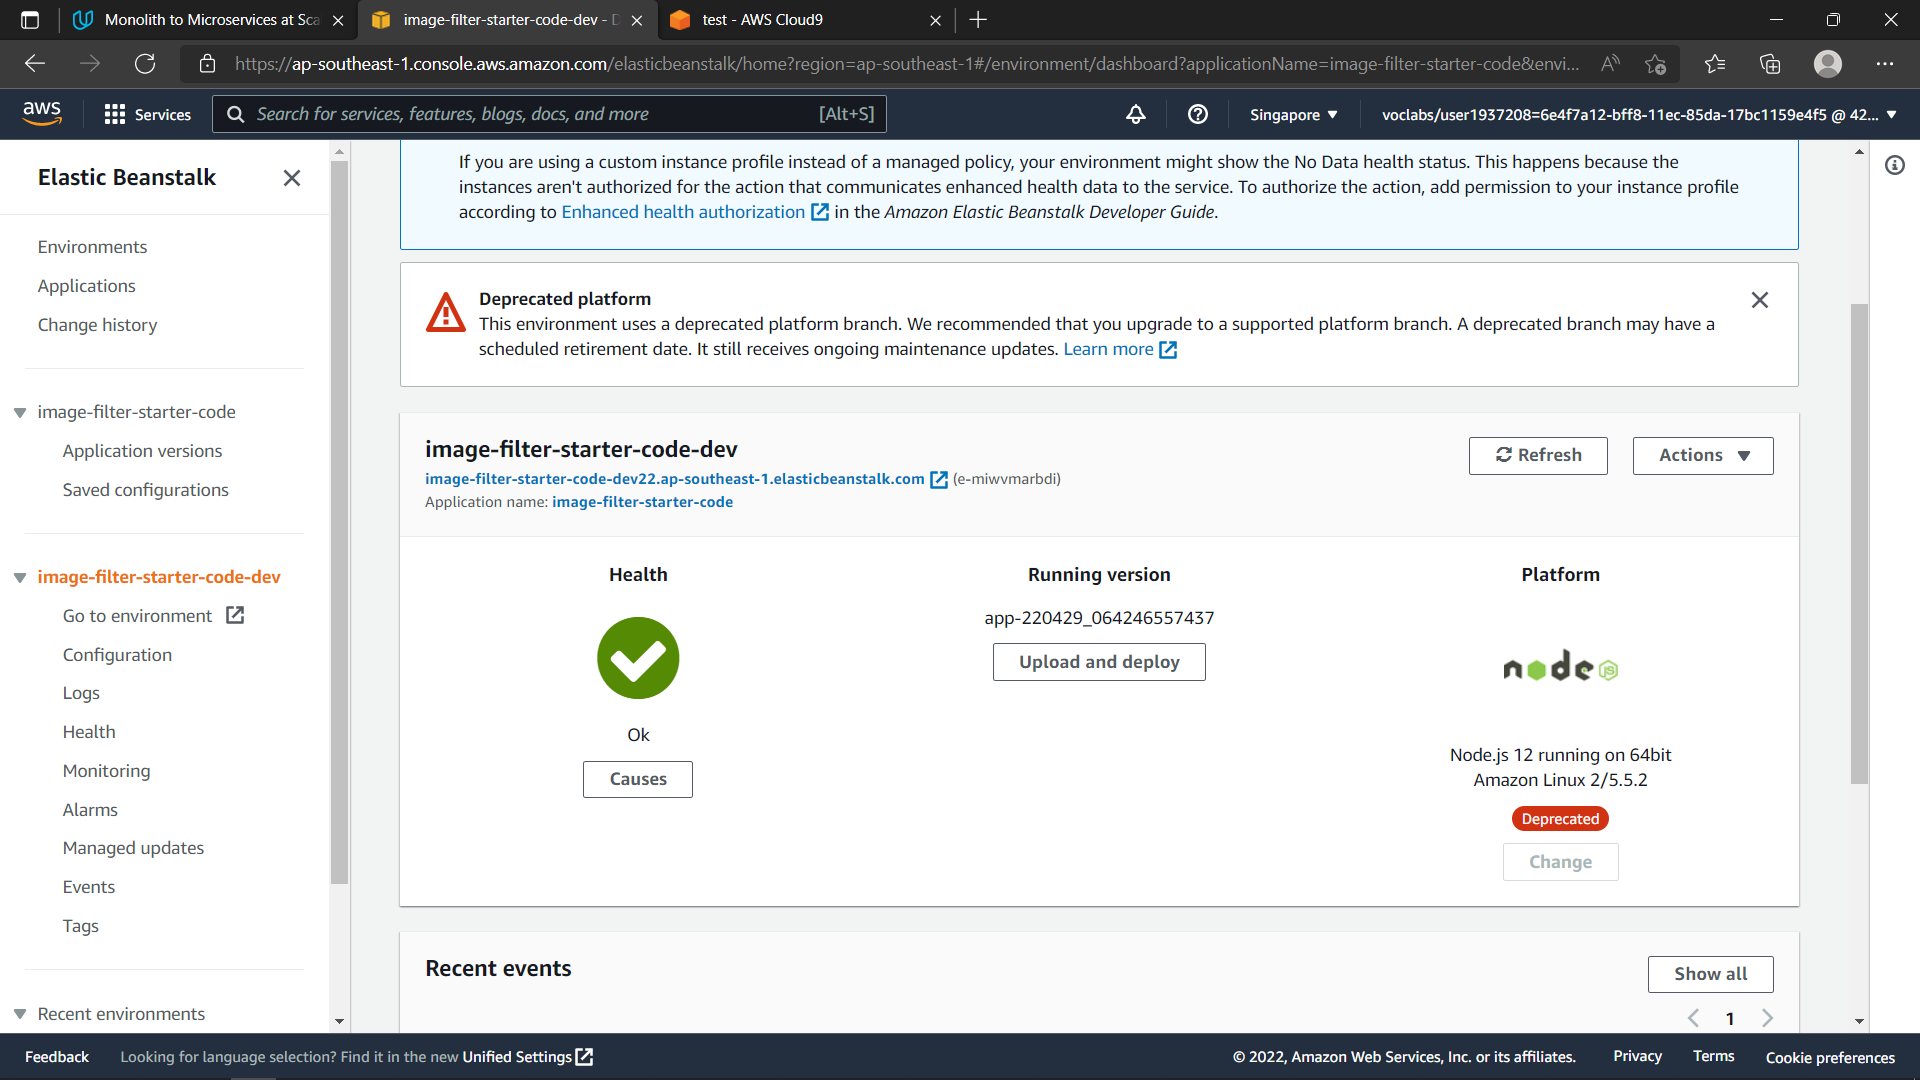 Monolith to Microservices at Sca
image-filter-starter-code-dev - D
test - AWS Cloud9
https://ap-southeast-1.console.aws.amazon.com/elasticbeanstalk/home?region=ap-southeast-1#/environment/dashboard?applicationName=image-filter-starter-code&envi...
aws
Services
Search for services, features, blogs, docs, and more
[Alt+S]
Singapore
voclabs/user1937208=6e4f7a12-bff8-11ec-85da-17bc1159e4f5 @ 42...
Elastic Beanstalk
Environments
Applications
Change history
image-filter-starter-code
Application versions
Saved configurations
image-filter-starter-code-dev
Go to environment
Configuration
Logs
Health
Monitoring
Alarms
Managed updates
Events
Tags
Recent environments
If you are using a custom instance profile instead of a managed policy, your environment might show the No Data health status. This happens because the
instances aren't authorized for the action that communicates enhanced health data to the service. To authorize the action, add permission to your instance profile
according to Enhanced health authorization in the Amazon Elastic Beanstalk Developer Guide.
Deprecated platform
This environment uses a deprecated platform branch. We recommended that you upgrade to a supported platform branch. A deprecated branch may have a
scheduled retirement date. It still receives ongoing maintenance updates. Learn more
image-filter-starter-code-dev
image-filter-starter-code-dev22.ap-southeast-1.elasticbeanstalk.com (e-miwvmarbdi)
Application name: image-filter-starter-code
Refresh
Actions
Health
Ok
Causes
Running version
app-220429_064246557437
Upload and deploy
Platform
node JS
Node.js 12 running on 64bit
Amazon Linux 2/5.5.2
Deprecated
Change
Recent events
Show all
1
Feedback
Looking for language selection? Find it in the new Unified Settings
© 2022, Amazon Web Services, Inc. or its affiliates.
Privacy
Terms
Cookie preferences